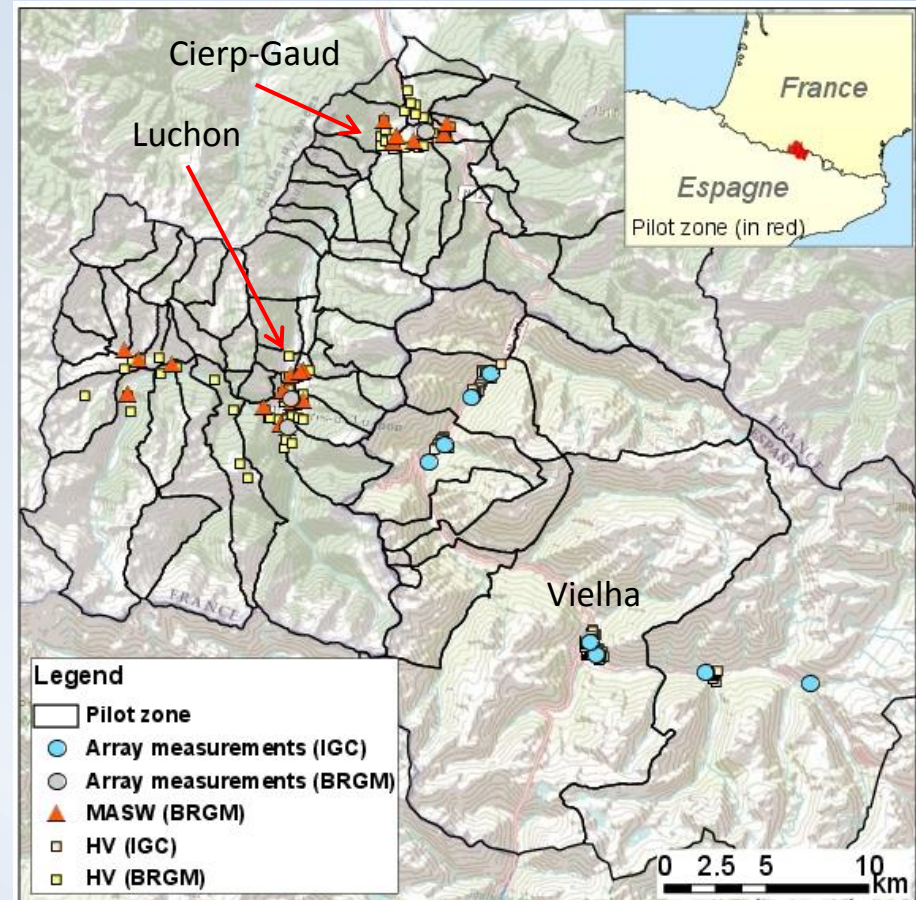 Cierp-Gaud
Luchon
France
Espagne
Pilot zone (in red)
FRANCE
ESPAÑA
FRANCE
Vielha
Legend
Pilot zone
Array measurements (IGC)
Array measurements (BRGM)
MASW (BRGM)
HV (IGC)
HV (BRGM)
0 2.5 5 10
km